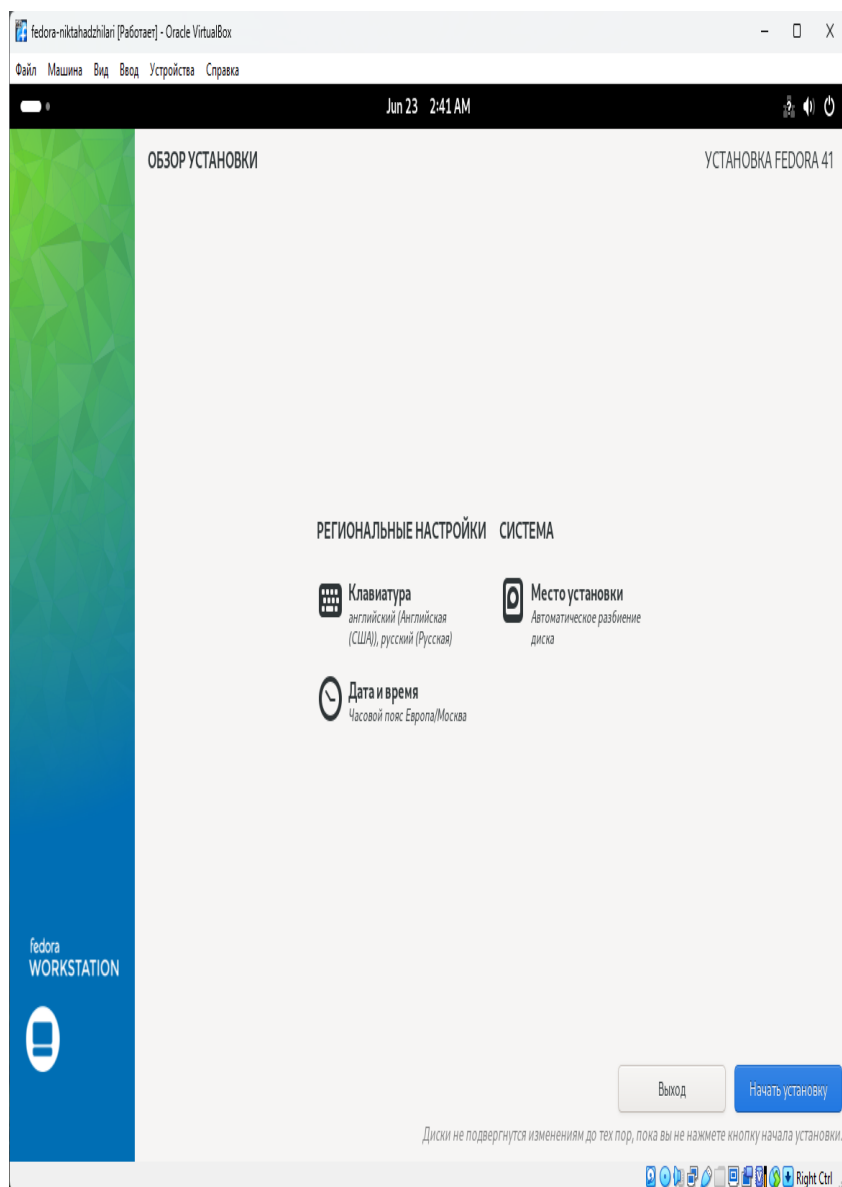 fedora-niktahadzhilari [Работает] - Oracle VirtualBox
Файл Машина Вид Ввод Устройства Справка
Jun 23 2:41 AM
ОБЗОР УСТАНОВКИ
УСТАНОВКА FEDORA 41
РЕГИОНАЛЬНЫЕ НАСТРОЙКИ
Клавиатура
английский (Английская
(США)), русский (Русская)
Дата и время
Часовой пояс Европа/Москва
СИСТЕМА
Место установки
Автоматическое разбиение
диска
fedora
WORKSTATION
Выход
Начать установку
Диски не подвергнутся изменениям до тех пор, пока вы не нажмете кнопку начала установки.
Right Ctrl